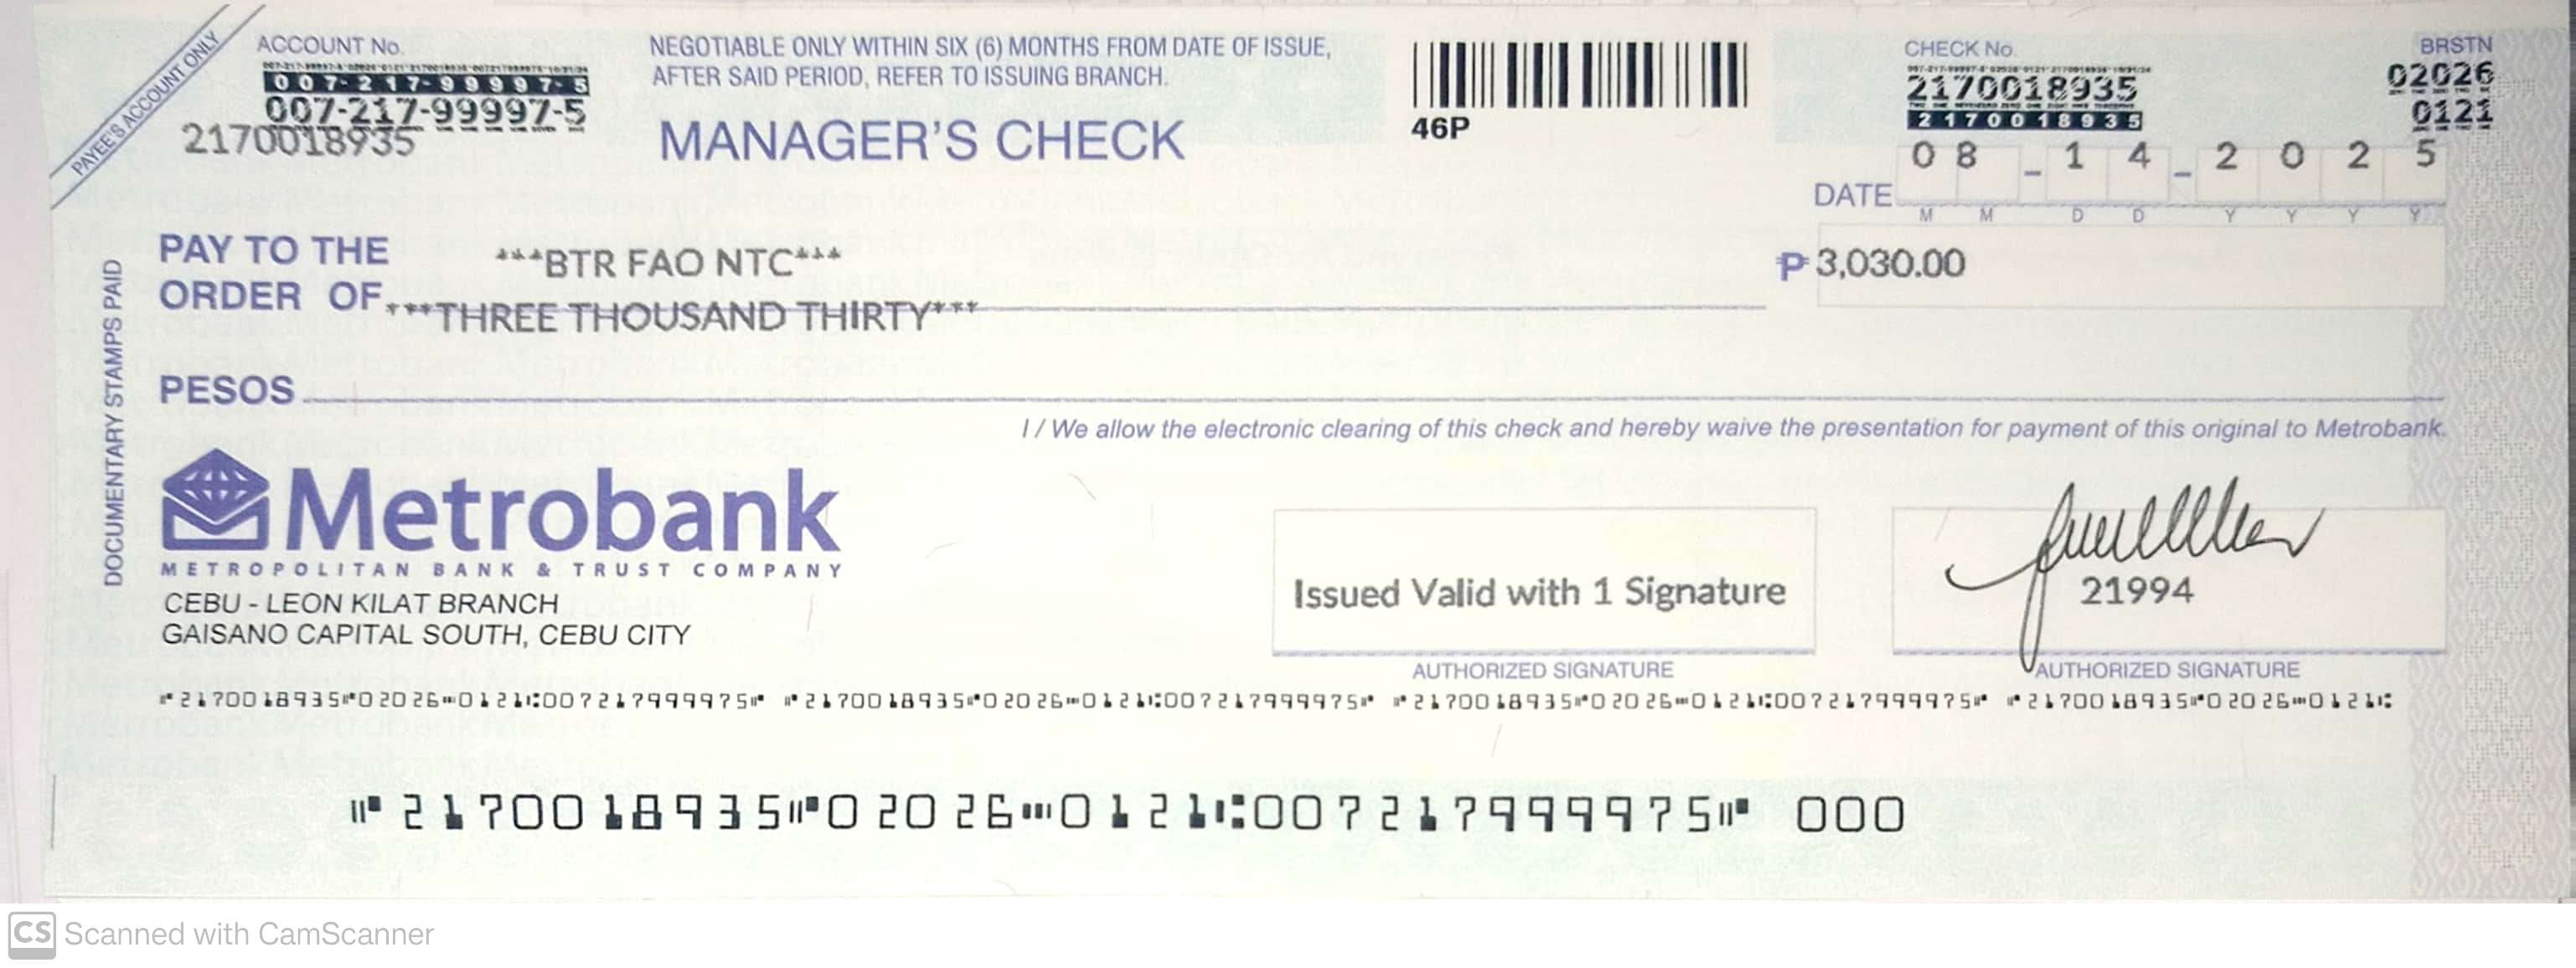 PAYEE'S ACCOUNT ONLY
ACCOUNT No.
007-217-99997-5
007-217-99997-5
2170018935
NEGOTIABLE ONLY WITHIN SIX (6) MONTHS FROM DATE OF ISSUE,
AFTER SAID PERIOD, REFER TO ISSUING BRANCH.
MANAGER'S CHECK
46P
CHECK No.
2170018935
2170018935
BRSTN
02026
0121
DATE 08-14-2025
M M D D Y Y Y Y
DOCUMENTARY STAMPS PAID
PAY TO THE
ORDER OF
***BTR FAO NTC***
₱ 3,030.00
***THREE THOUSAND THIRTY***
PESOS
I / We allow the electronic clearing of this check and hereby waive the presentation for payment of this original to Metrobank.
Metrobank
METROPOLITAN BANK & TRUST COMPANY
CEBU - LEON KILAT BRANCH
GAISANO CAPITAL SOUTH, CEBU CITY
Issued Valid with 1 Signature
AUTHORIZED SIGNATURE
21994
AUTHORIZED SIGNATURE
⑈2170018935⑈02026⑉0121⑆007217999975⑈ ⑈2170018935⑈02026⑉0121⑆007217999975⑈ ⑈2170018935⑈02026⑉0121⑆007217999975⑈ ⑈2170018935⑈02026⑉0121⑆
⑈2170018935⑈02026⑉0121⑆007217999975⑈ 000
CS Scanned with CamScanner